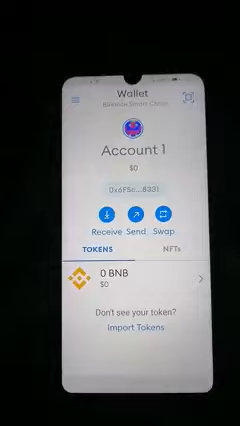 Wallet
Binance Smart Chain
Account 1
$0
0x6F5c...8331
Receive Send Swap
TOKENS NFTs
0 BNB
$0
Don't see your token?
Import Tokens